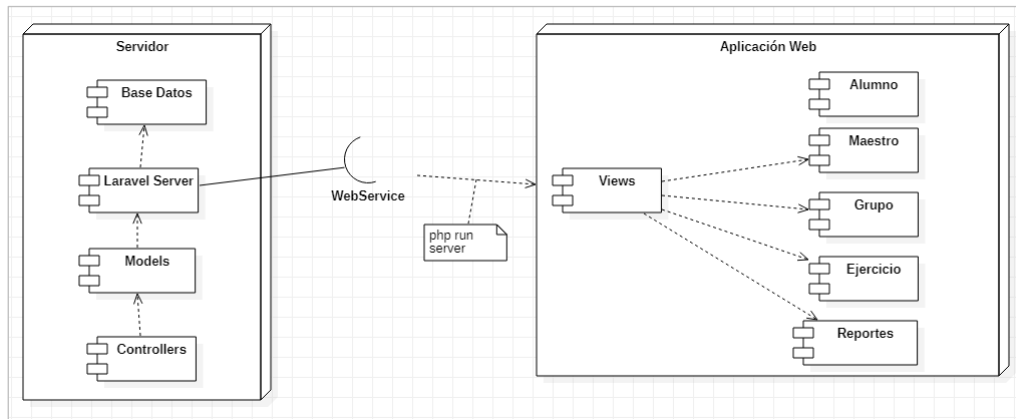 Servidor
Base Datos
Laravel Server
Models
Controllers
WebService
php run
server
Aplicación Web
Views
Alumno
Maestro
Grupo
Ejercicio
Reportes